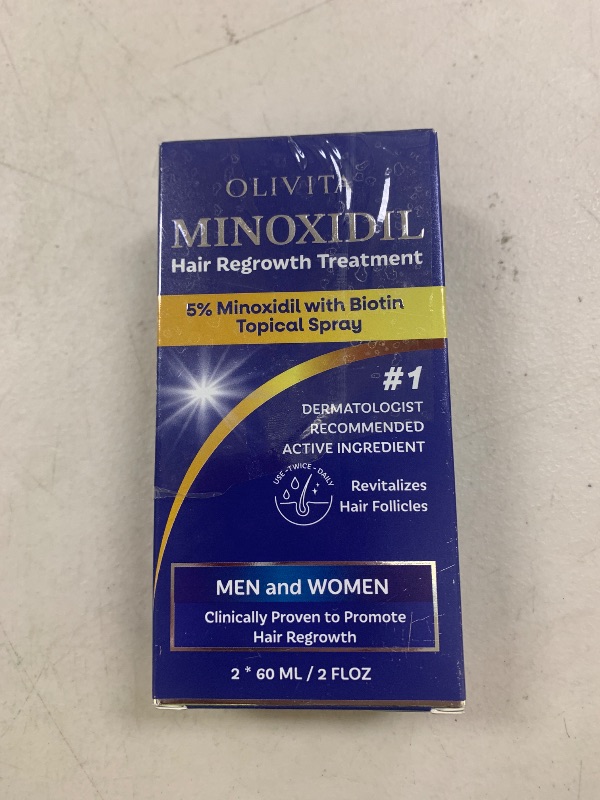 OLIVITA
MINOXIDIL
Hair Regrowth Treatment
5% Minoxidil with Biotin
Topical Spray
#1
DERMATOLOGIST
RECOMMENDED
ACTIVE INGREDIENT
USE-TWICE-DAILY
Revitalizes
Hair Follicles
MEN and WOMEN
Clinically Proven to Promote
Hair Regrowth
2 * 60 ML / 2 FLOZ